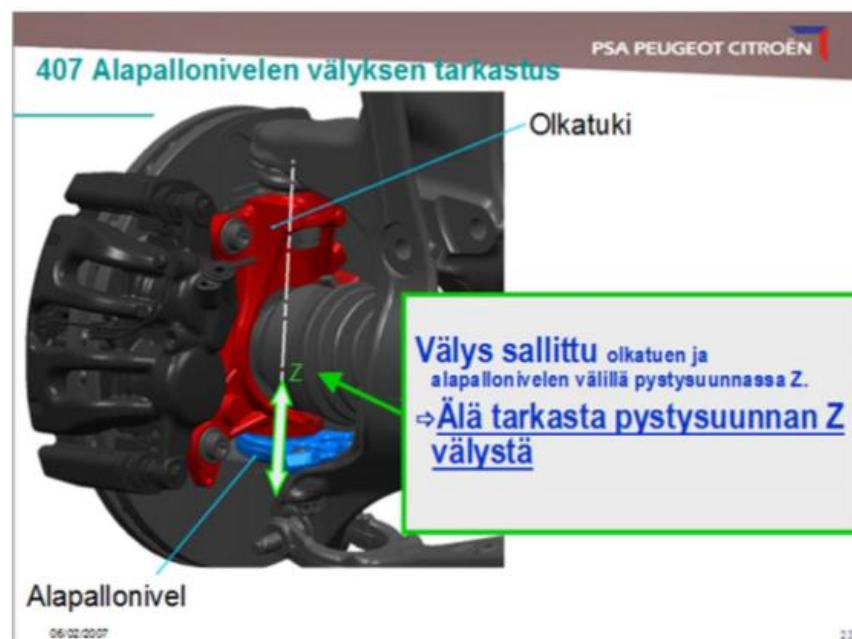 PSA PEUGEOT CITROËN
407 Alapallonivelen välyksen tarkastus
Olkatuki
Z
Välys sallittu olkatuen ja
alapallonivelen välillä pystysuunnassa Z.
⇨Älä tarkasta pystysuunnan Z
välystä
Alapallonivel
06/02/2007